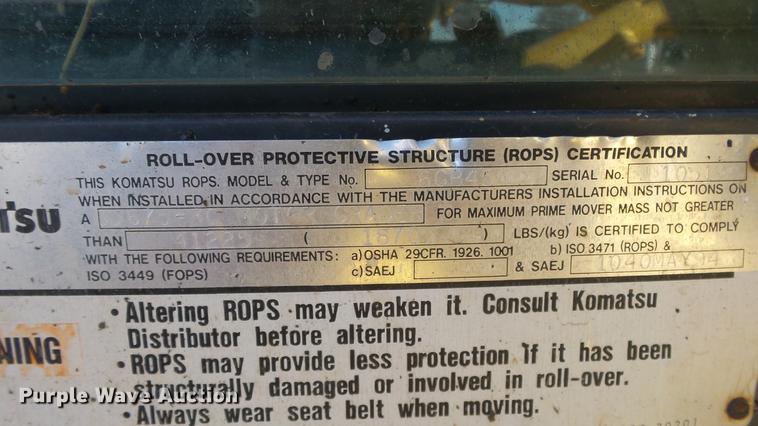 ROLL-OVER PROTECTIVE STRUCTURE (ROPS) CERTIFICATION
THIS KOMATSU ROPS. MODEL & TYPE No. SERIAL No.
WHEN INSTALLED IN ACCORDANCE WITH THE MANUFACTURERS INSTALLATION INSTRUCTIONS ON
A FOR MAXIMUM PRIME MOVER MASS NOT GREATER
TSU
THAN ( ) LBS/(kg) IS CERTIFIED TO COMPLY
WITH THE FOLLOWING REQUIREMENTS: a) OSHA 29CFR. 1926. 1001 b) ISO 3471 (ROPS) &
ISO 3449 (FOPS) c) SAEJ & SAEJ 1040MAY94
• Altering ROPS may weaken it. Consult Komatsu
Distributor before altering.
NING
• ROPS may provide less protection if it has been
structurally damaged or involved in roll-over.
• Always wear seat belt when moving.
Purple Wave Auction